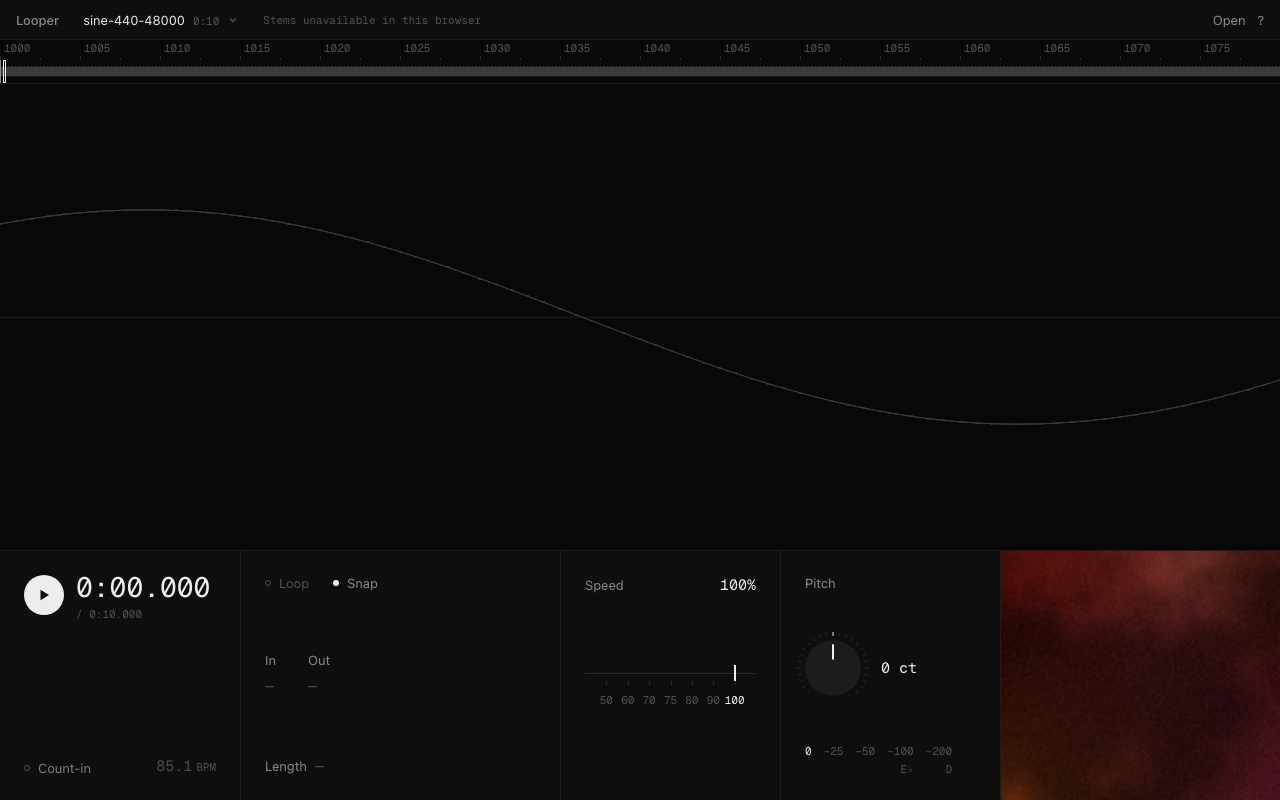 Looper sine-440-48000 0:10 Stems unavailable in this browser Open ?
1000 1005 1010 1015 1020 1025 1030 1035 1040 1045 1050 1055 1060 1065 1070 1075
0:00.000
/ 0:10.000
Count-in 85.1 BPM
Loop Snap
In Out
— —
Length —
Speed 100%
50 60 70 75 80 90 100
Pitch
0 ct
0 −25 −50 −100 −200
E♭ D